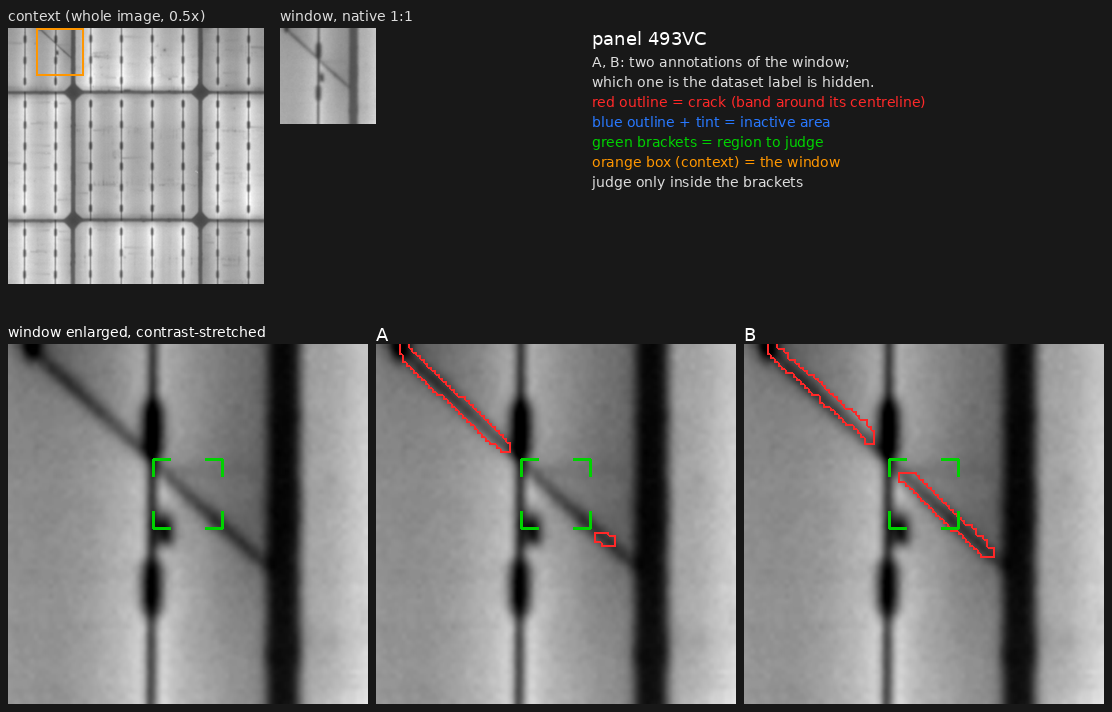 context (whole image, 0.5x)
window, native 1:1
panel 493VC
A, B: two annotations of the window;
which one is the dataset label is hidden.
red outline = crack (band around its centreline)
blue outline + tint = inactive area
green brackets = region to judge
orange box (context) = the window
judge only inside the brackets
window enlarged, contrast-stretched
A
B